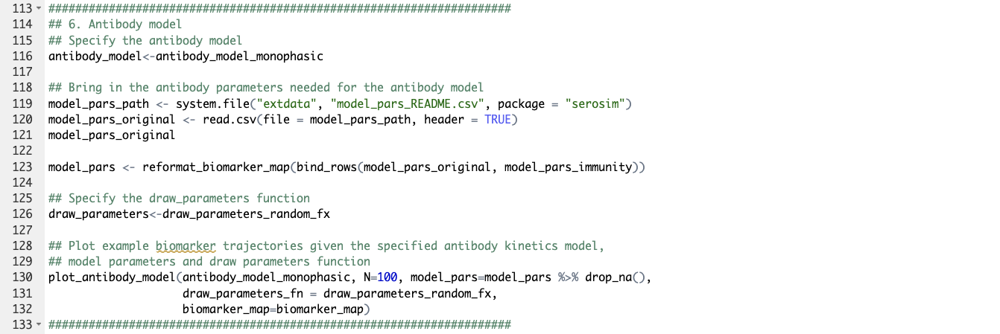 113 #####################################################################
114 ## 6. Antibody model
115 ## Specify the antibody model
116 antibody_model<-antibody_model_monophasic
117
118 ## Bring in the antibody parameters needed for the antibody model
119 model_pars_path <- system.file("extdata", "model_pars_README.csv", package = "serosim")
120 model_pars_original <- read.csv(file = model_pars_path, header = TRUE)
121 model_pars_original
122
123 model_pars <- reformat_biomarker_map(bind_rows(model_pars_original, model_pars_immunity))
124
125 ## Specify the draw_parameters function
126 draw_parameters<-draw_parameters_random_fx
127
128 ## Plot example biomarker trajectories given the specified antibody kinetics model,
129 ## model parameters and draw parameters function
130 plot_antibody_model(antibody_model_monophasic, N=100, model_pars=model_pars %>% drop_na(),
131                     draw_parameters_fn = draw_parameters_random_fx,
132                     biomarker_map=biomarker_map)
133 #####################################################################